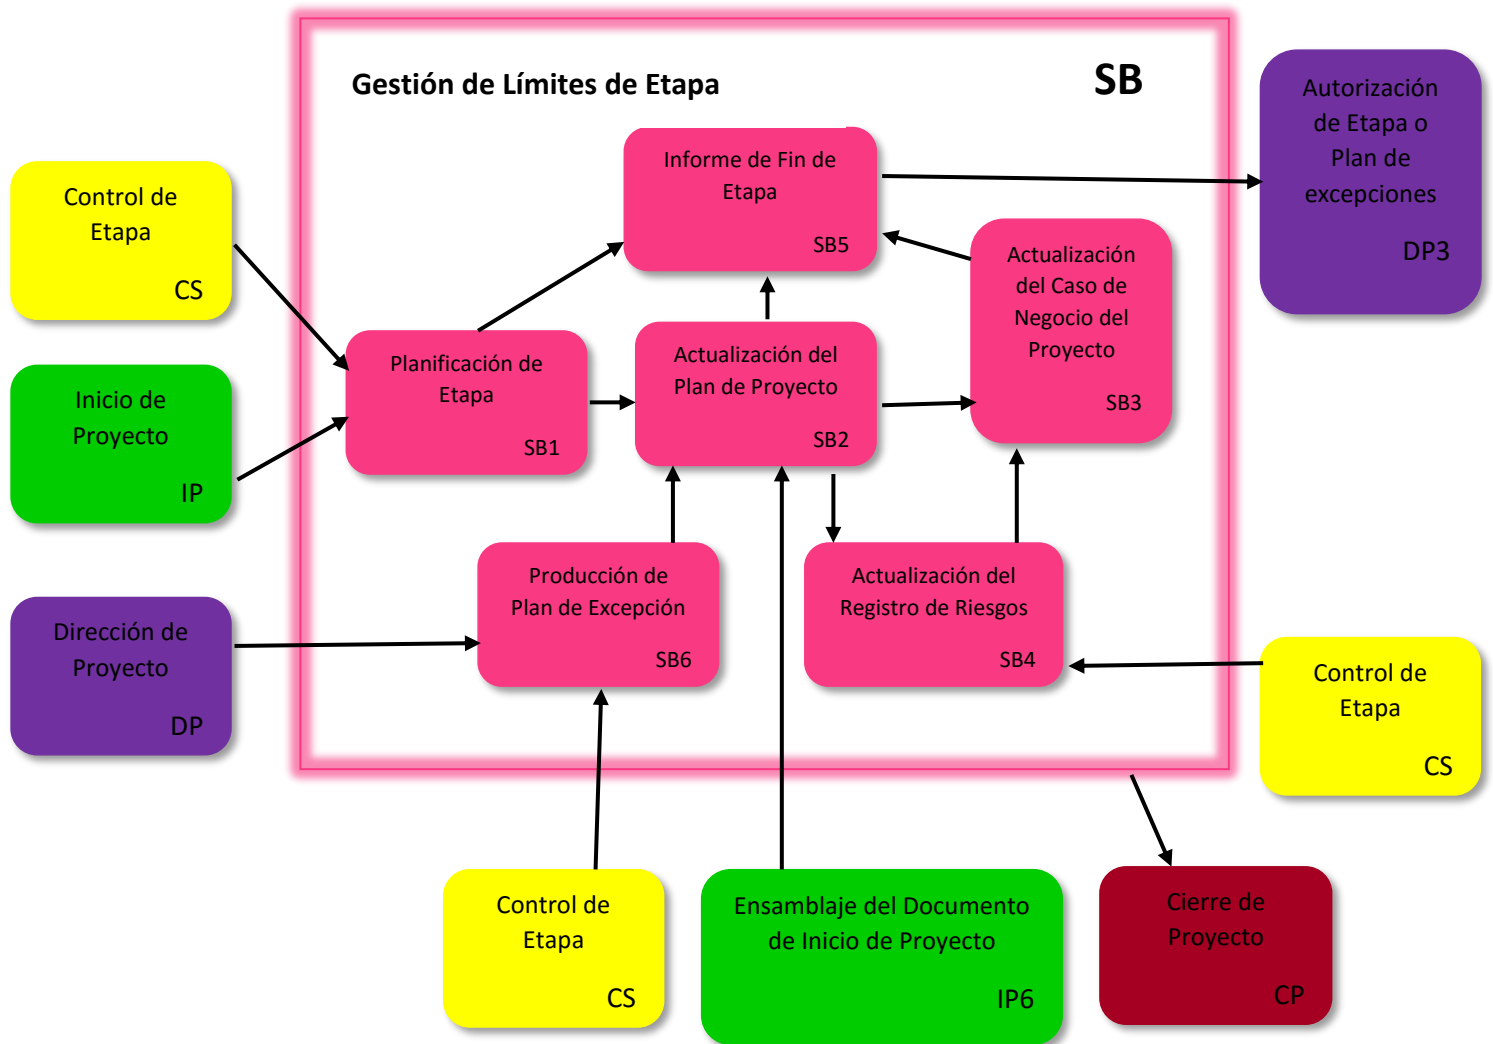 Gestión de Límites de Etapa
SB
Autorización
de Etapa o
Plan de
excepciones
DP3
Informe de Fin de
Etapa
SB5
Control de
Etapa
CS
Actualización
del Caso de
Negocio del
Proyecto
SB3
Planificación de
Etapa
SB1
Actualización del
Plan de Proyecto
SB2
Inicio de
Proyecto
IP
Producción de
Plan de Excepción
SB6
Actualización del
Registro de Riesgos
SB4
Dirección de
Proyecto
DP
Control de
Etapa
CS
Control de
Etapa
CS
Ensamblaje del Documento
de Inicio de Proyecto
IP6
Cierre de
Proyecto
CP